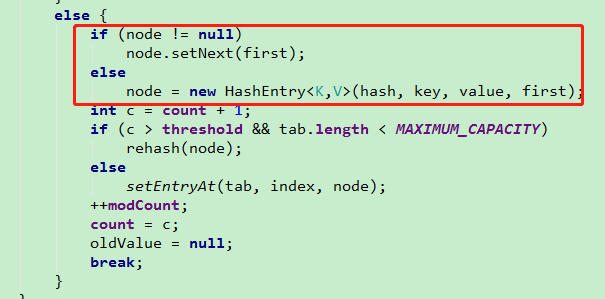 }
else {
if (node != null)
node.setNext(first);
else
node = new HashEntry<K,V>(hash, key, value, first);
int c = count + 1;
if (c > threshold && tab.length < MAXIMUM_CAPACITY)
rehash(node);
else
setEntryAt(tab, index, node);
++modCount;
count = c;
oldValue = null;
break;
}
}